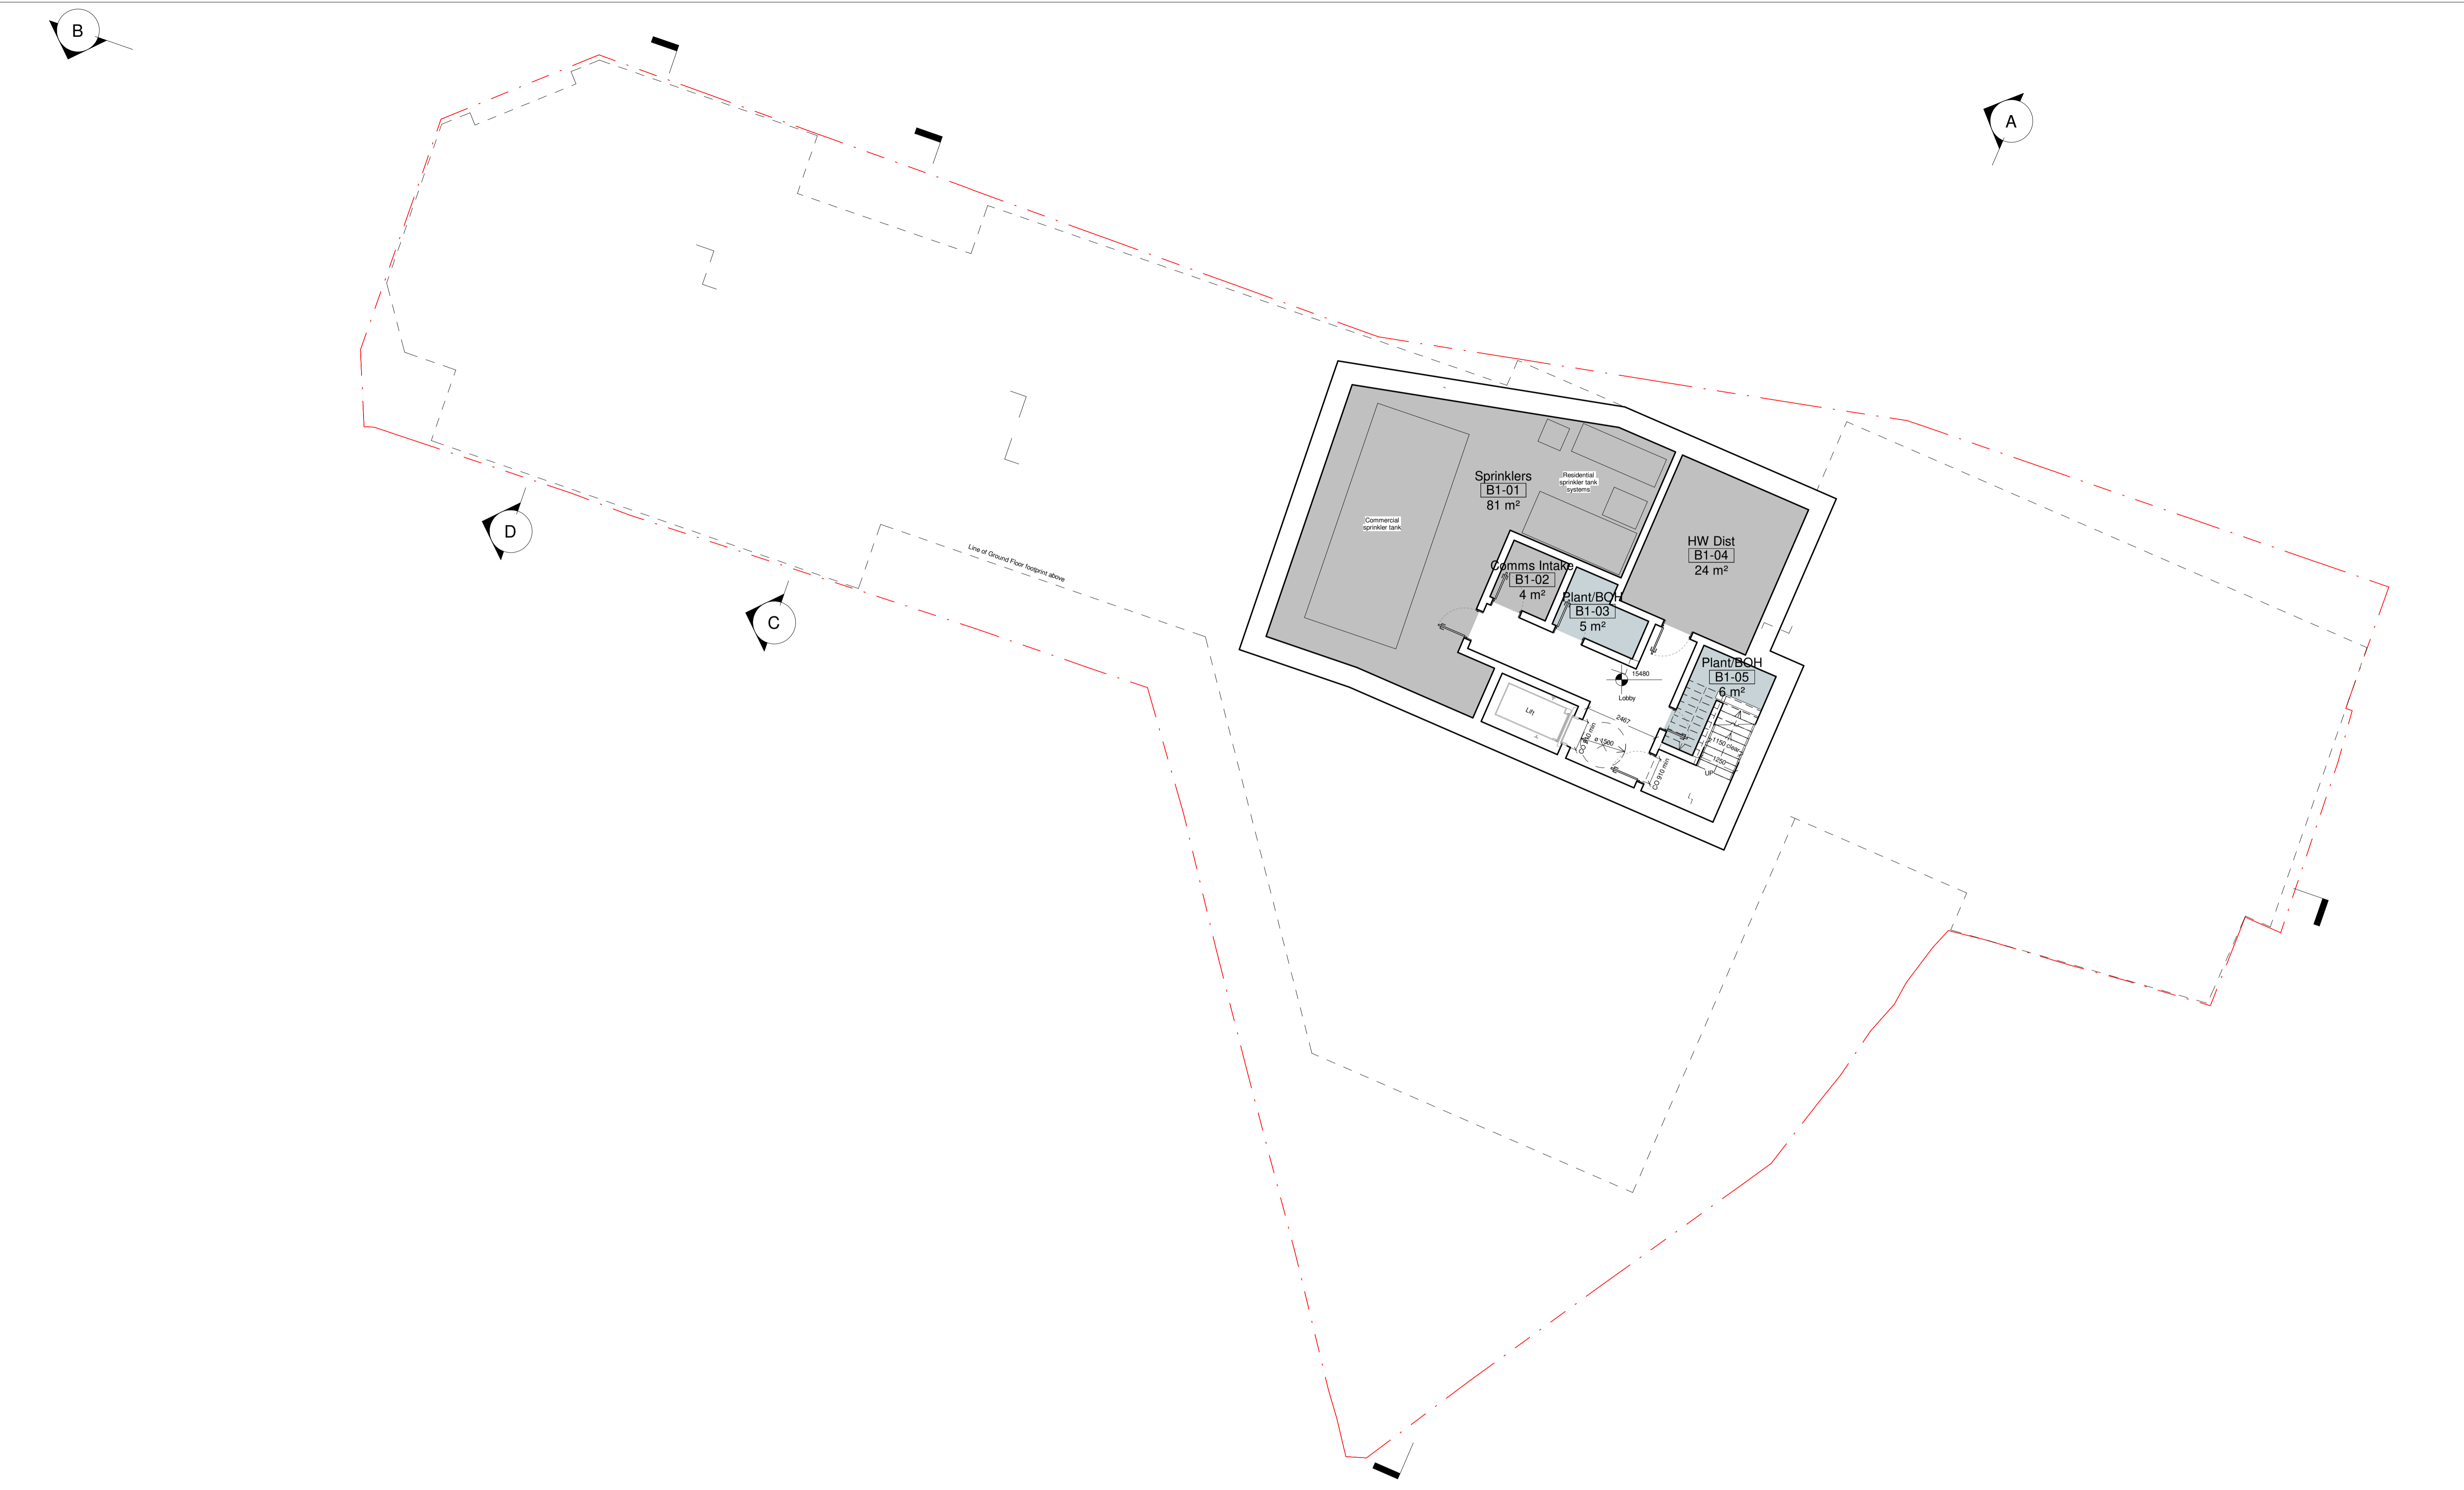 B
A
D
C
Line of Ground Floor footprint above
Sprinklers
B1-01
81 m²
Residential
sprinkler tank
systems
Commercial
sprinkler tank
HW Dist
B1-04
24 m²
Comms Intake
B1-02
4 m²
Plant/BOH
B1-03
5 m²
Plant/BOH
B1-05
6 m²
15480
Lobby
Lift
2467
ø 1500
CO 910 min
1150 clear
1250
UP